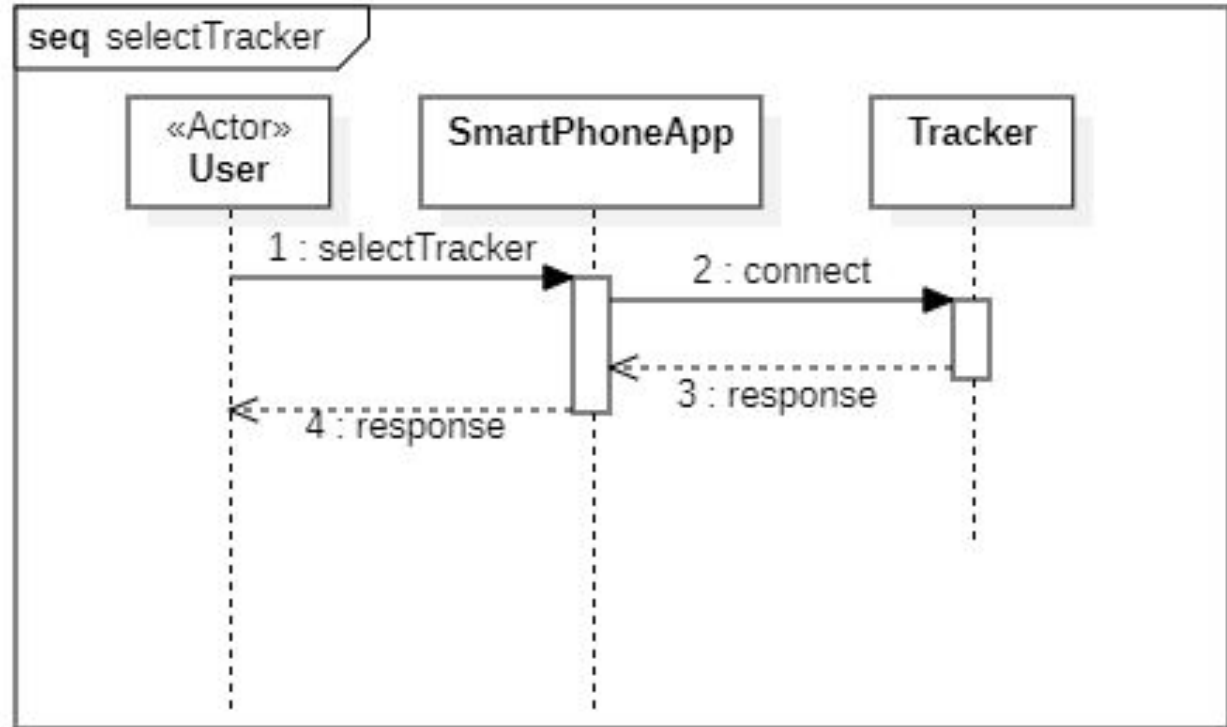 seq selectTracker
«Actor»
User
SmartPhoneApp
Tracker
1 : selectTracker
2 : connect
3 : response
4 : response